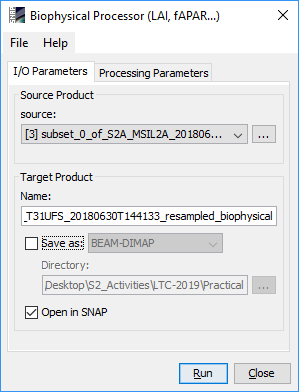 Biophysical Processor (LAI, fAPAR...)
File Help
I/O Parameters Processing Parameters
Source Product
source:
[3] subset_0_of_S2A_MSIL2A_201806... ...
Target Product
Name:
_T31UFS_20180630T144133_resampled_biophysical
Save as: BEAM-DIMAP
Directory:
Desktop\S2_Activities\LTC-2019\Practical ...
Open in SNAP
Run Close